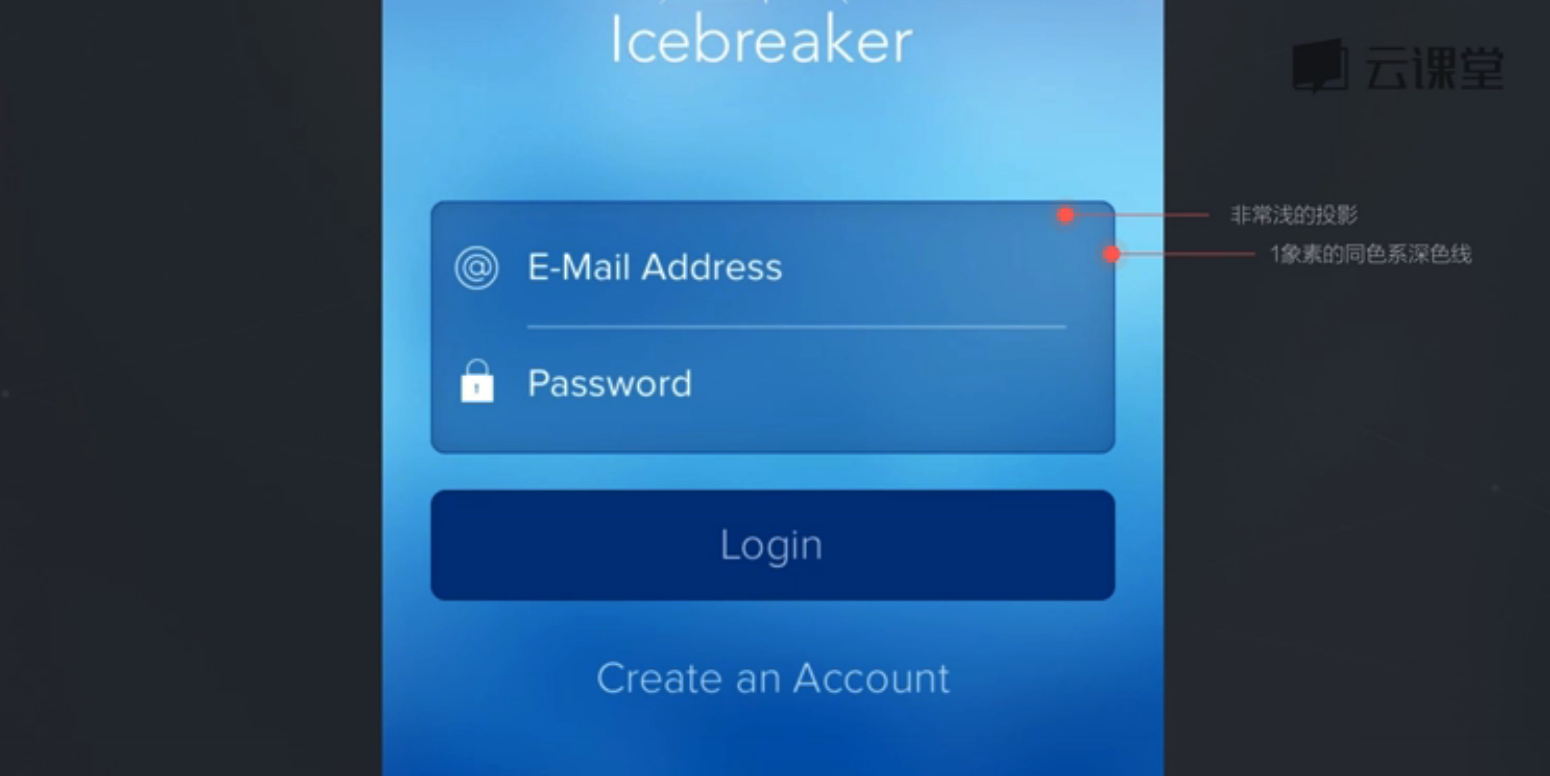 Icebreaker
云课堂
非常浅的投影
1象素的同色系深色线
E-Mail Address
Password
Login
Create an Account